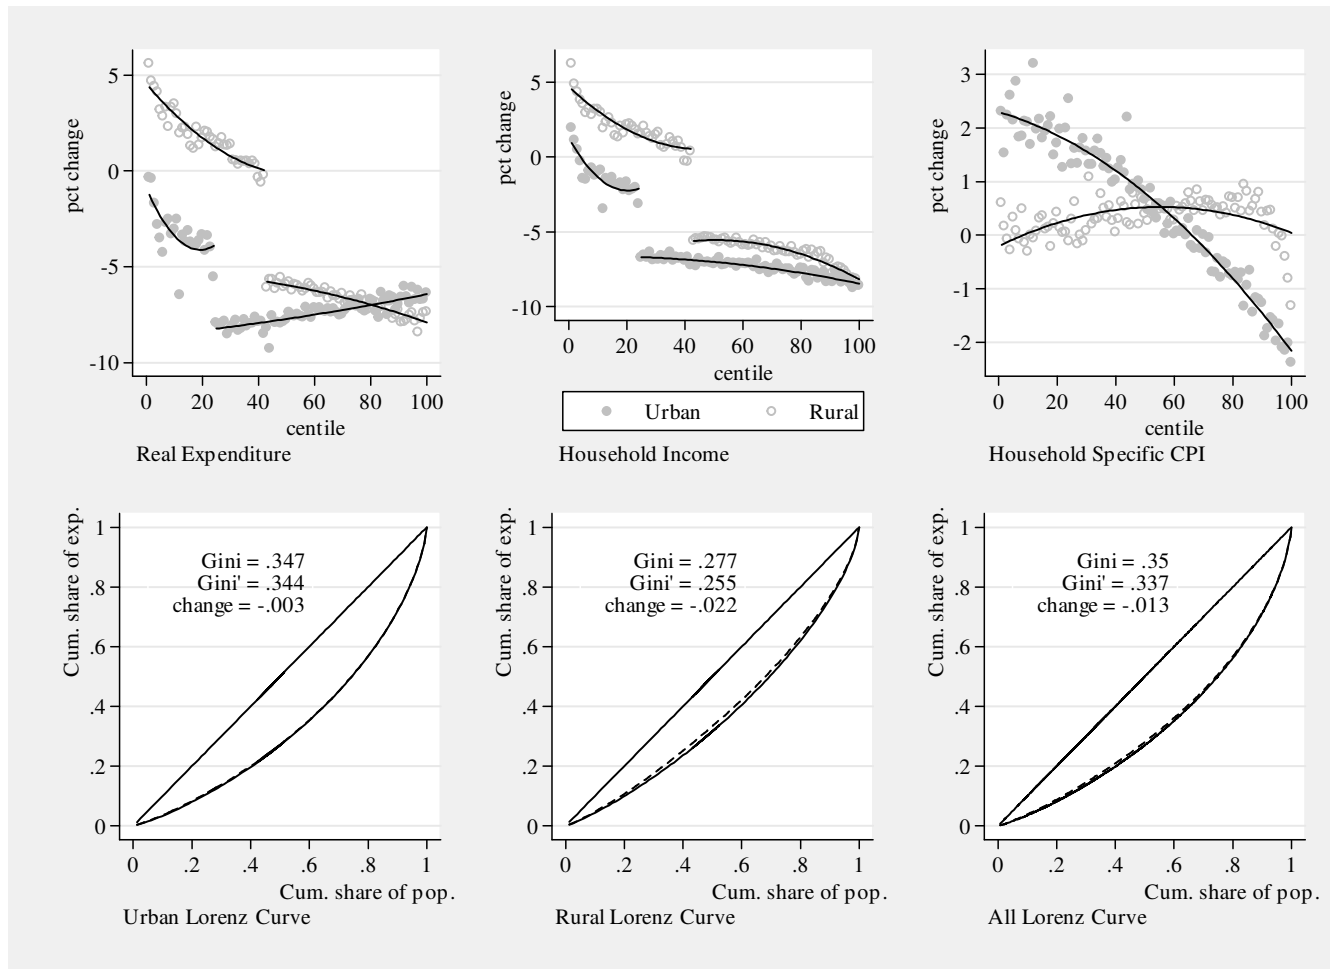 pct change
5
0
-5
-10
0 20 40 60 80 100
centile
Real Expenditure
pct change
5
0
-5
-10
0 20 40 60 80 100
centile
Urban Rural
Household Income
pct change
3
2
1
0
-1
-2
0 20 40 60 80 100
centile
Household Specific CPI
Cum. share of exp.
1
.8
.6
.4
.2
0
Gini = .347
Gini' = .344
change = -.003
0 .2 .4 .6 .8 1
Cum. share of pop.
Urban Lorenz Curve
Cum. share of exp.
1
.8
.6
.4
.2
0
Gini = .277
Gini' = .255
change = -.022
0 .2 .4 .6 .8 1
Cum. share of pop.
Rural Lorenz Curve
Cum. share of exp.
1
.8
.6
.4
.2
0
Gini = .35
Gini' = .337
change = -.013
0 .2 .4 .6 .8 1
Cum. share of pop.
All Lorenz Curve